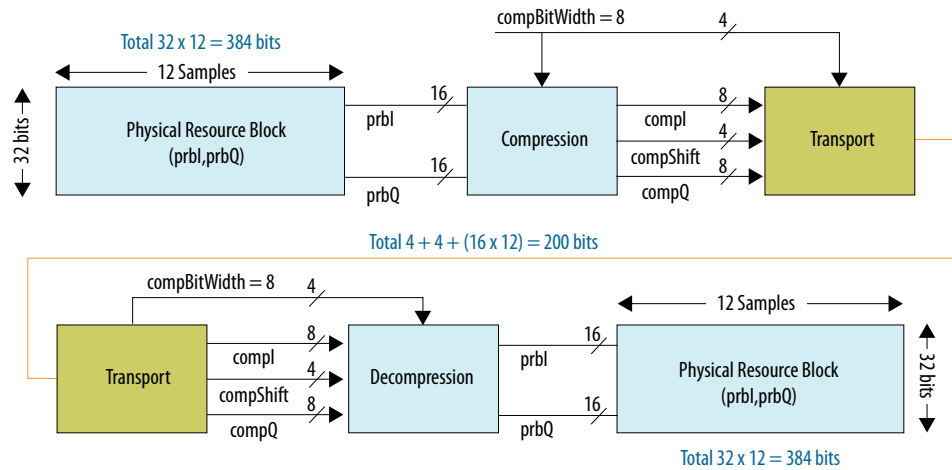 compBitWidth = 8
4
Total 32 x 12 = 384 bits
12 Samples
32 bits
Physical Resource Block
(prbI,prbQ)
16
prbI
16
prbQ
Compression
8
compI
4
compShift
8
compQ
Transport
Total 4 + 4 + (16 x 12) = 200 bits
compBitWidth = 8
4
Transport
8
compI
4
compShift
8
compQ
Decompression
16
prbI
16
prbQ
12 Samples
Physical Resource Block
(prbI,prbQ)
32 bits
Total 32 x 12 = 384 bits